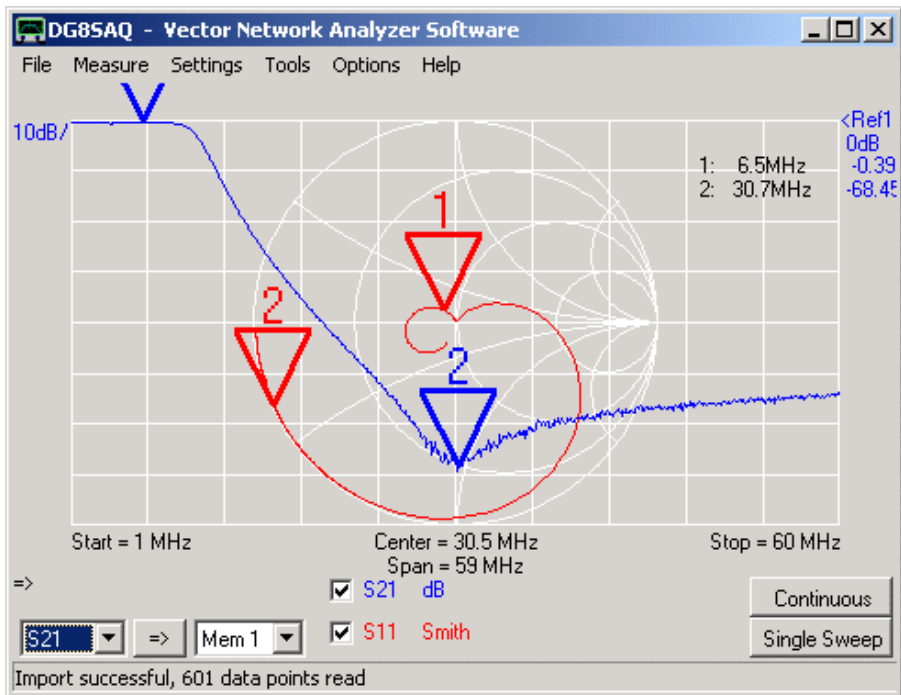 DG8SAQ - Vector Network Analyzer Software
File Measure Settings Tools Options Help
10dB/
<Ref1
0dB
1: 6.5MHz -0.39
2: 30.7MHz -68.45
1
2
2
Start = 1 MHz Center = 30.5 MHz Stop = 60 MHz
Span = 59 MHz
=>
S21 dB
Continuous
S21 => Mem 1
S11 Smith
Single Sweep
Import successful, 601 data points read